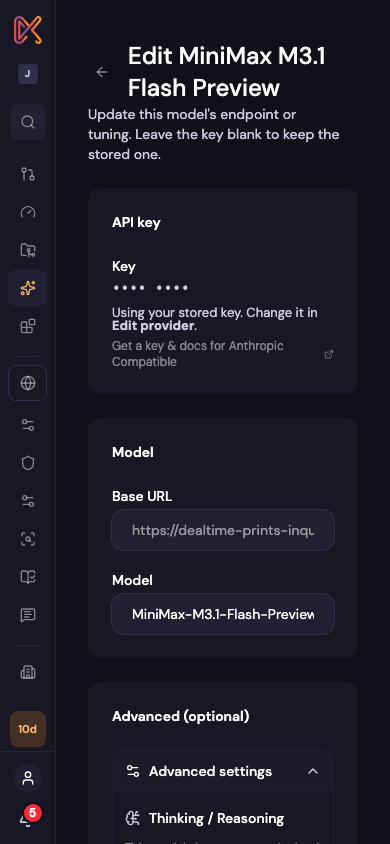 J
Edit MiniMax M3.1
Flash Preview
Update this model's endpoint or
tuning. Leave the key blank to keep the
stored one.
API key
Key
•••• ••••
Using your stored key. Change it in
Edit provider.
Get a key & docs for Anthropic
Compatible
Model
Base URL
https://dealtime-prints-inqu
Model
MiniMax-M3.1-Flash-Preview
Advanced (optional)
Advanced settings
10d
Thinking / Reasoning
5